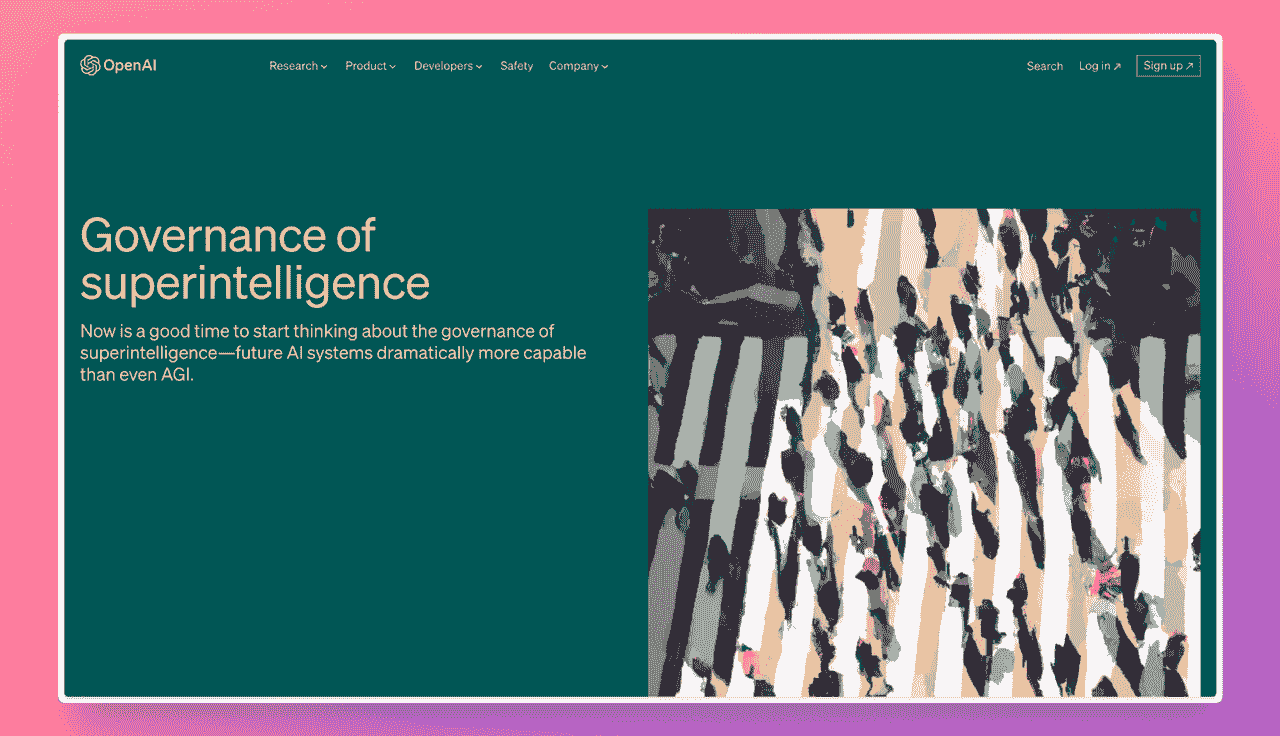 OpenAI
Research
Product
Developers
Safety
Company
Search
Log in ↗
Sign up ↗
Governance of
superintelligence
Now is a good time to start thinking about the governance of
superintelligence—future AI systems dramatically more capable
than even AGI.